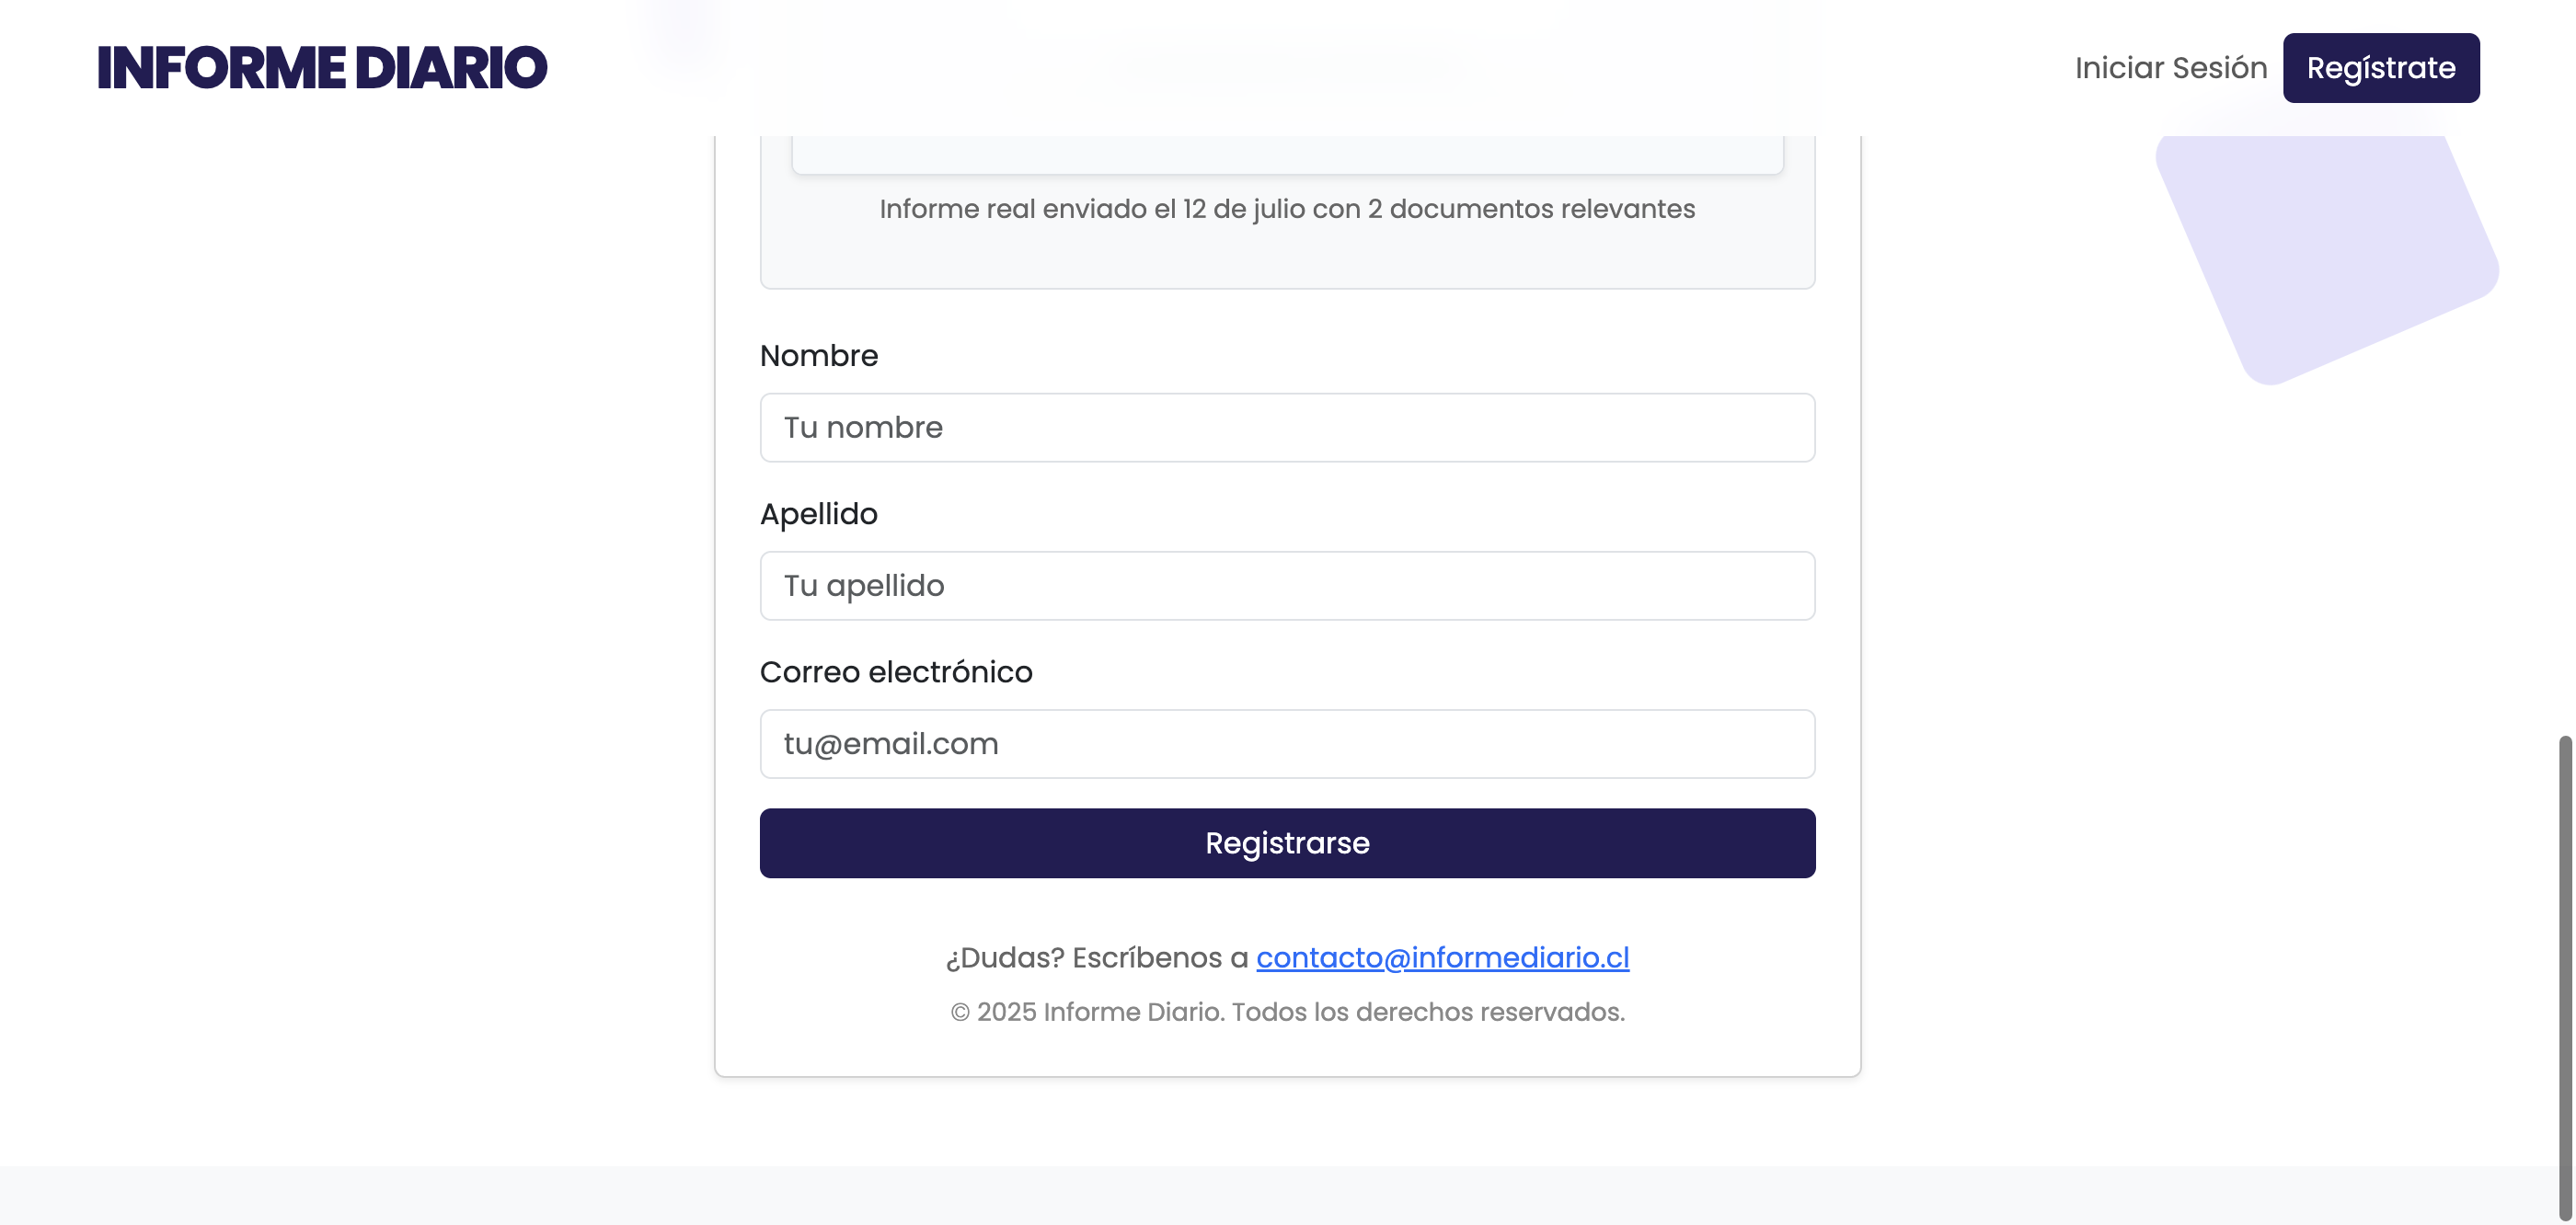 INFORME DIARIO
Iniciar Sesión Regístrate
Informe real enviado el 12 de julio con 2 documentos relevantes
Nombre
Tu nombre
Apellido
Tu apellido
Correo electrónico
tu@email.com
Registrarse
¿Dudas? Escríbenos a contacto@informediario.cl
© 2025 Informe Diario. Todos los derechos reservados.